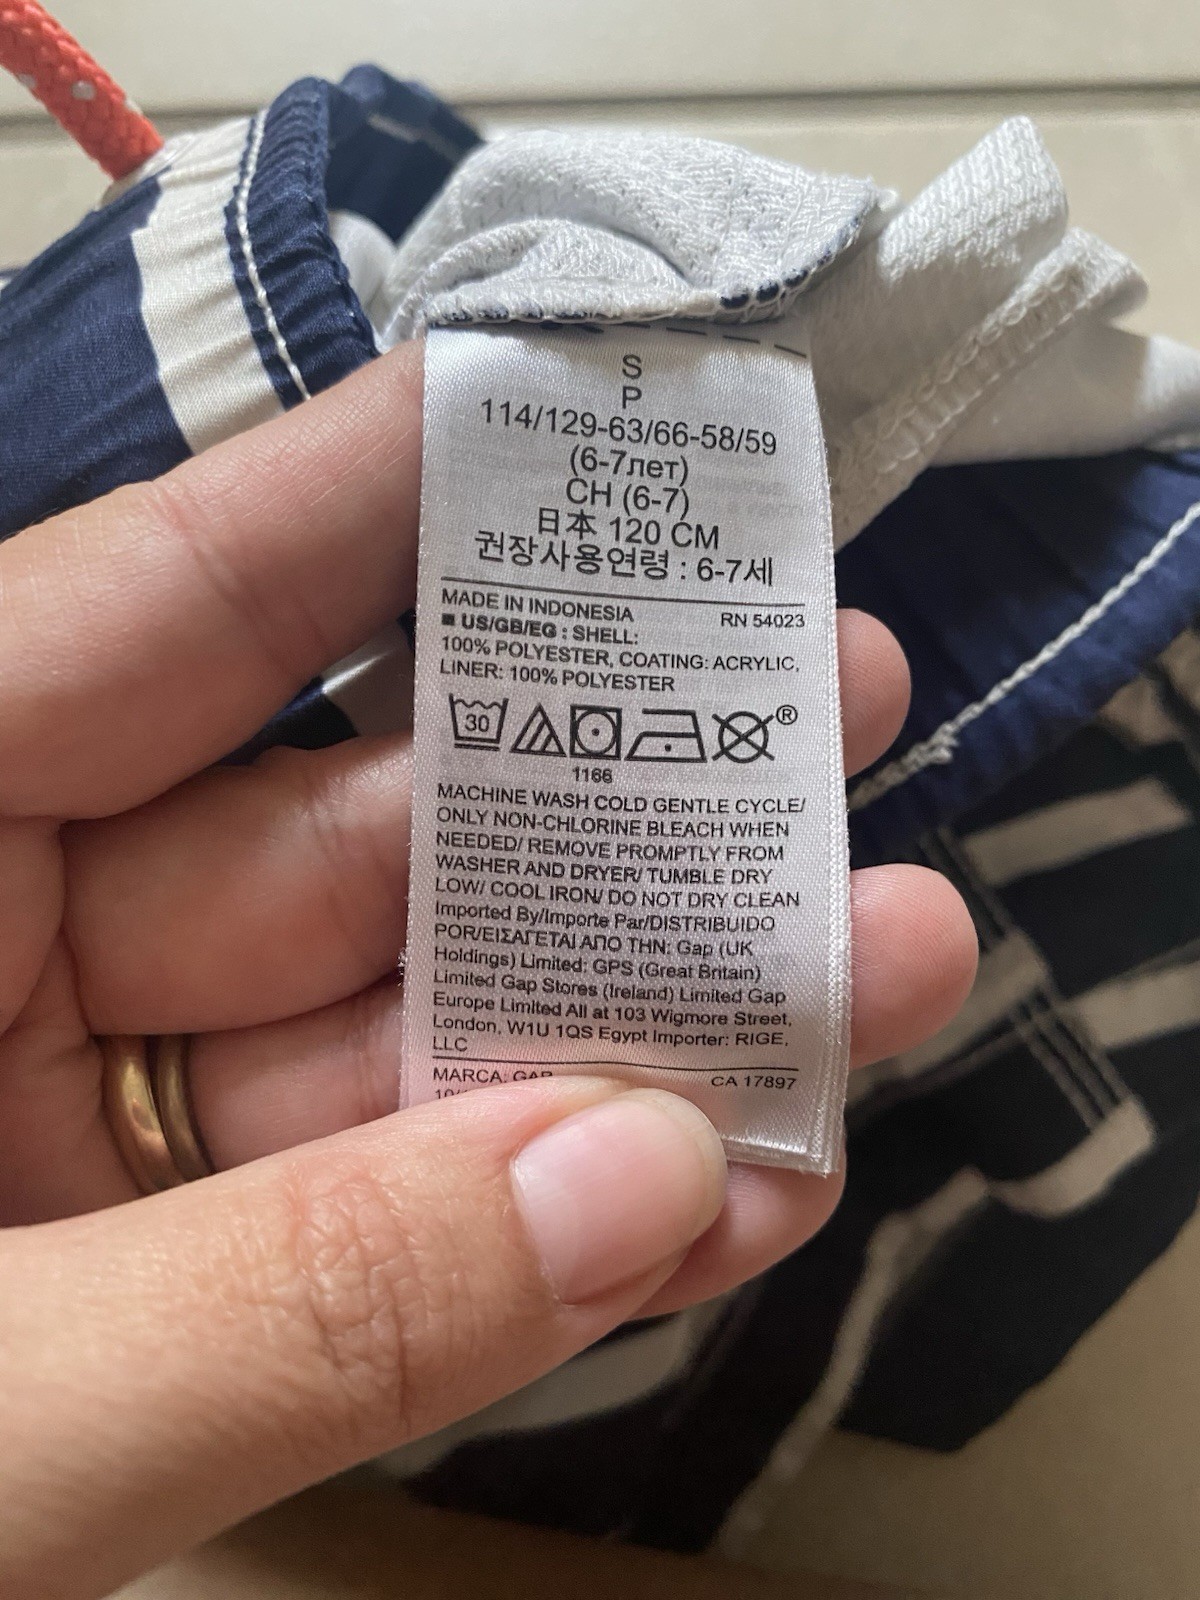 S
P
114/129-63/66-58/59
(6-7лет)
CH (6-7)
日本 120 CM
권장사용연령 : 6-7세
MADE IN INDONESIA RN 54023
■ US/GB/EG : SHELL:
100% POLYESTER, COATING: ACRYLIC,
LINER: 100% POLYESTER
30 ®
1166
MACHINE WASH COLD GENTLE CYCLE/
ONLY NON-CHLORINE BLEACH WHEN
NEEDED/ REMOVE PROMPTLY FROM
WASHER AND DRYER/ TUMBLE DRY
LOW/ COOL IRON/ DO NOT DRY CLEAN
Imported By/Importe Par/DISTRIBUIDO
POR/ΕΙΣΑΓΕΤΑΙ ΑΠΟ ΤΗΝ: Gap (UK
Holdings) Limited: GPS (Great Britain)
Limited Gap Stores (Ireland) Limited Gap
Europe Limited All at 103 Wigmore Street,
London, W1U 1QS Egypt Importer: RIGE,
LLC
MARCA: GAP CA 17897